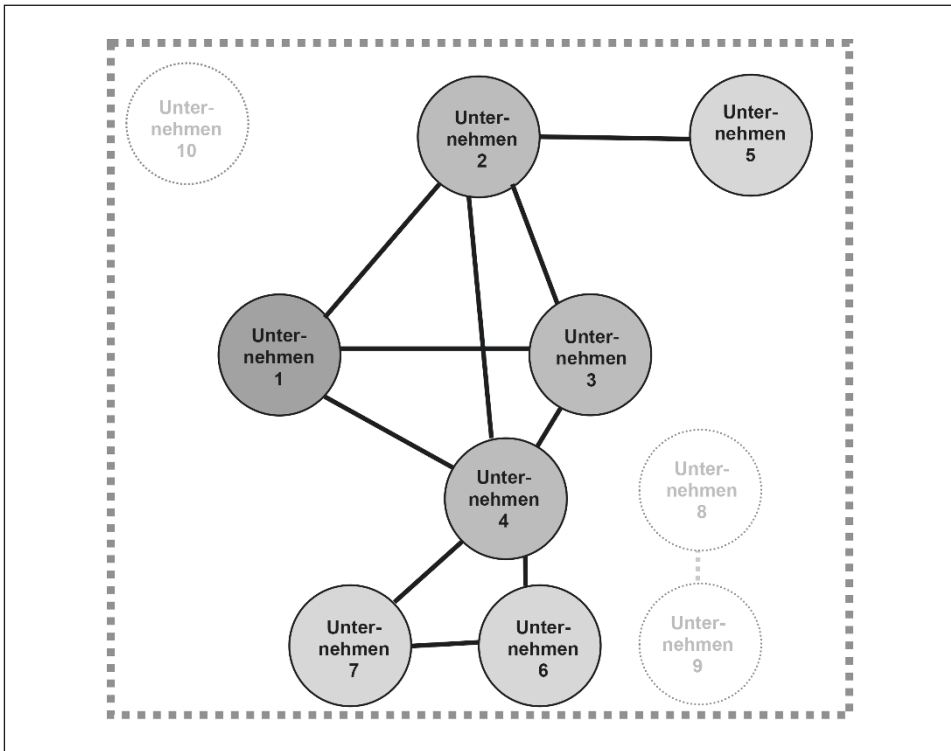 Unter-
nehmen
10
Unter-
nehmen
2
Unter-
nehmen
5
Unter-
nehmen
1
Unter-
nehmen
3
Unter-
nehmen
4
Unter-
nehmen
8
Unter-
nehmen
7
Unter-
nehmen
6
Unter-
nehmen
9